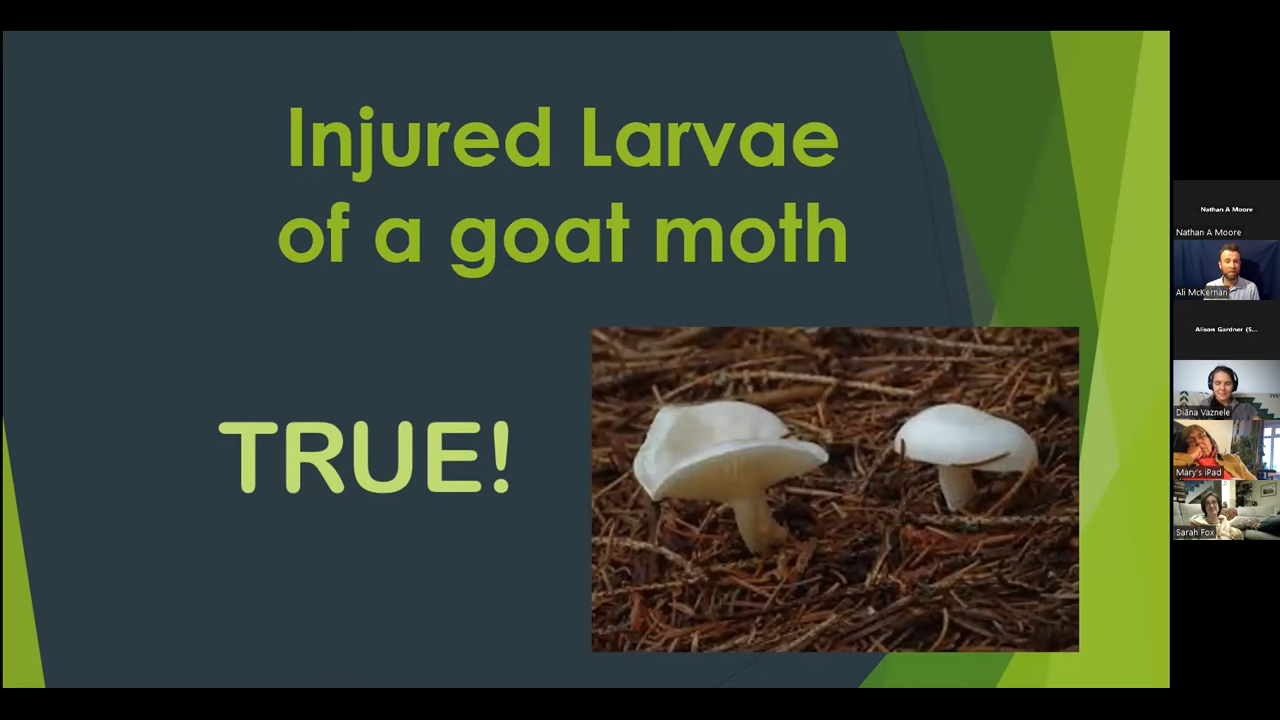 Injured Larvae
of a goat moth
TRUE!
Nathan A Moore
Nathan A Moore
Ali McKernan
Alison Gardner (S...
Diāna Vaznele
Mary's iPad
Sarah Fox